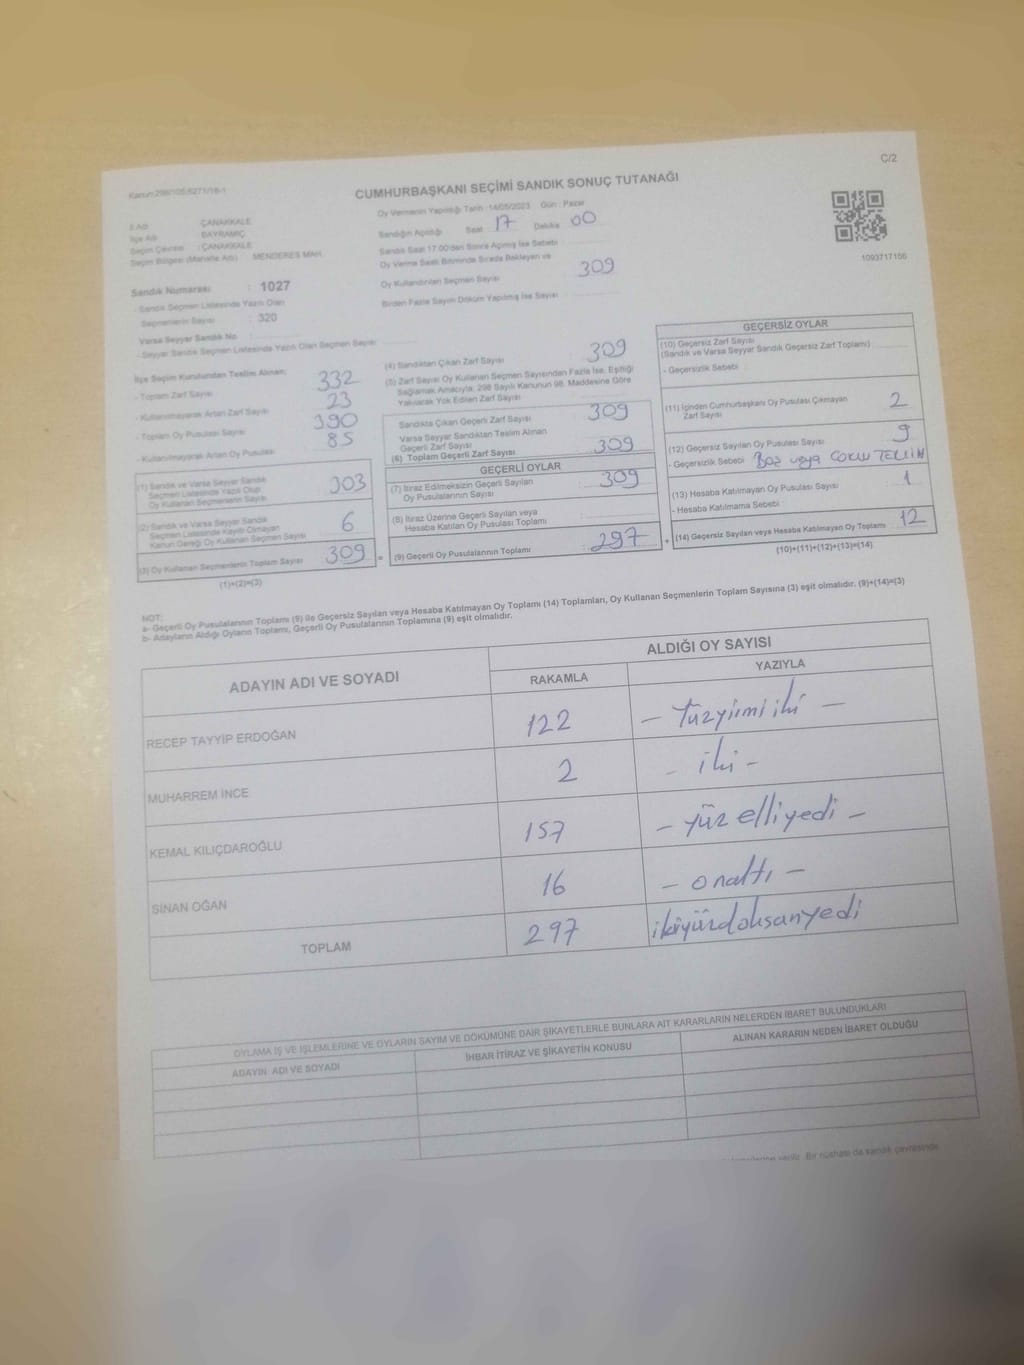 C/2
Kanun:298/105,6271/16-1
CUMHURBAŞKANI SEÇİMİ SANDIK SONUÇ TUTANAĞI
İl Adı : ÇANAKKALE
İlçe Adı : BAYRAMİÇ
Seçim Çevresi : ÇANAKKALE
Seçim Bölgesi (Mahalle Adı) : MENDERES MAH.
Sandık Numarası : 1027
- Sandık Seçmen Listesinde Yazılı Olan
Seçmenlerin Sayısı : 320
Varsa Seyyar Sandık No :
- Seyyar Sandık Seçmen Listesinde Yazılı Olan Seçmen Sayısı :
Oy Vermenin Yapıldığı Tarih :14/05/2023 Gün : Pazar
Sandığın Açıldığı Saat : 17 Dakika : 00
Sandık Saat 17:00'den Sonra Açılmış İse Sebebi :
Oy Verme Saati Bitiminde Sırada Bekleyen ve
Oy Kullandırılan Seçmen Sayısı : 309
Birden Fazla Sayım Döküm Yapılmış İse Sayısı :
1093717156
İlçe Seçim Kurulundan Teslim Alınan;
- Toplam Zarf Sayısı : 332
- Kullanılmayarak Artan Zarf Sayısı : 23
- Toplam Oy Pusulası Sayısı : 390
- Kullanılmayarak Artan Oy Pusulası : 85
(1) Sandık ve Varsa Seyyar Sandık
Seçmen Listesinde Yazılı Olup
Oy Kullanan Seçmenlerin Sayısı : 303
(2) Sandık ve Varsa Seyyar Sandık
Seçmen Listesinde Kayıtlı Olmayan
Kanun Gereği Oy Kullanan Seçmen Sayısı : 6
(3) Oy Kullanan Seçmenlerin Toplam Sayısı : 309 =
(1)+(2)=(3)
(4) Sandıktan Çıkan Zarf Sayısı : 309
(5) Zarf Sayısı Oy Kullanan Seçmen Sayısından Fazla İse, Eşitliği
Sağlamak Amacıyla; 298 Sayılı Kanunun 98. Maddesine Göre
Yakılarak Yok Edilen Zarf Sayısı :
Sandıkta Çıkan Geçerli Zarf Sayısı : 309
Varsa Seyyar Sandıktan Teslim Alınan
Geçerli Zarf Sayısı
(6) Toplam Geçerli Zarf Sayısı : 309
GEÇERLİ OYLAR
(7) İtiraz Edilmeksizin Geçerli Sayılan
Oy Pusulalarının Sayısı : 309
(8) İtiraz Üzerine Geçerli Sayılan veya
Hesaba Katılan Oy Pusulası Toplamı :
(9) Geçerli Oy Pusulalarının Toplamı : 297 +
GEÇERSİZ OYLAR
(10) Geçersiz Zarf Sayısı
(Sandık ve Varsa Seyyar Sandık Geçersiz Zarf Toplamı) :
- Geçersizlik Sebebi :
(11) İçinden Cumhurbaşkanı Oy Pusulası Çıkmayan
Zarf Sayısı : 2
(12) Geçersiz Sayılan Oy Pusulası Sayısı : 9
- Geçersizlik Sebebi : Boş veya
(13) Hesaba Katılmayan Oy Pusulası Sayısı : 1
- Hesaba Katılmama Sebebi :
(14) Geçersiz Sayılan veya Hesaba Katılmayan Oy Toplamı : 12
(10)+(11)+(12)+(13)=(14)
NOT:
a- Geçerli Oy Pusulalarının Toplamı (9) ile Geçersiz Sayılan veya Hesaba Katılmayan Oy Toplamı (14) Toplamları, Oy Kullanan Seçmenlerin Toplam Sayısına (3) eşit olmalıdır. (9)+(14)=(3)
b- Adayların Aldığı Oyların Toplamı, Geçerli Oy Pusulalarının Toplamına (9) eşit olmalıdır.
ADAYIN ADI VE SOYADI
ALDIĞI OY SAYISI
RAKAMLA YAZIYLA
RECEP TAYYİP ERDOĞAN 122 - Yüzyirmi iki -
MUHARREM İNCE 2 - iki -
KEMAL KILIÇDAROĞLU 157 - yüz elliyedi -
SİNAN OĞAN 16 - onaltı -
TOPLAM 297 ikiyüzdoksanyedi
OYLAMA İŞ VE İŞLEMLERİNE VE OYLARIN SAYIM VE DÖKÜMÜNE DAİR ŞİKAYETLERLE BUNLARA AİT KARARLARIN NELERDEN İBARET BULUNDUKLARI
ADAYIN ADI VE SOYADI İHBAR İTİRAZ VE ŞİKAYETİN KONUSU ALINAN KARARIN NEDEN İBARET OLDUĞU
verilir. Bir nüshası da sandık çevresinde